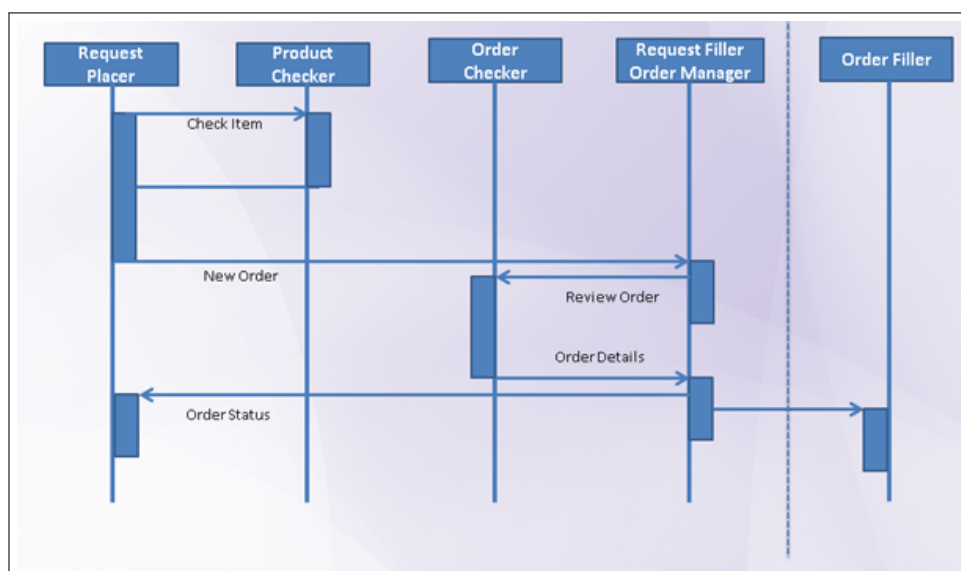 Request
Placer
Product
Checker
Order
Checker
Request Filler
Order Manager
Order Filler
Check Item
New Order
Review Order
Order Details
Order Status